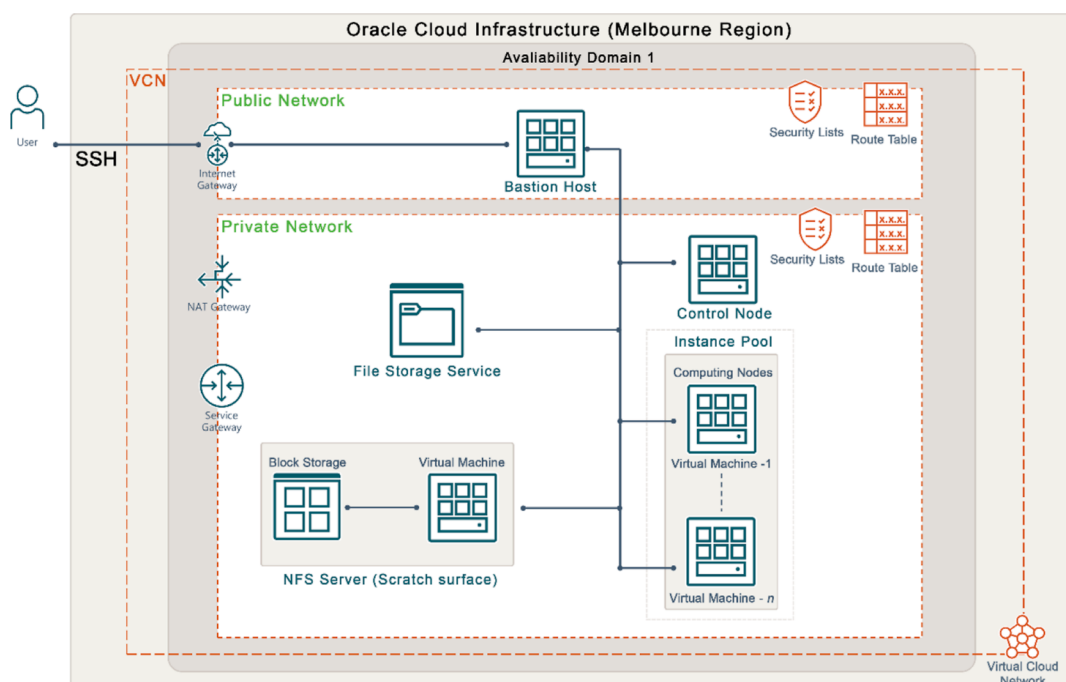 Oracle Cloud Infrastructure (Melbourne Region)
Avaliability Domain 1
VCN
Public Network
User
SSH
Internet
Gateway
Bastion Host
Security Lists
Route Table
x.x.x.
x.x.x.
x.x.x.
Private Network
NAT Gateway
Service
Gateway
File Storage Service
Control Node
Security Lists
Route Table
x.x.x.
x.x.x.
x.x.x.
Instance Pool
Computing Nodes
Virtual Machine -1
Virtual Machine - n
Block Storage
Virtual Machine
NFS Server (Scratch surface)
Virtual Cloud
Network